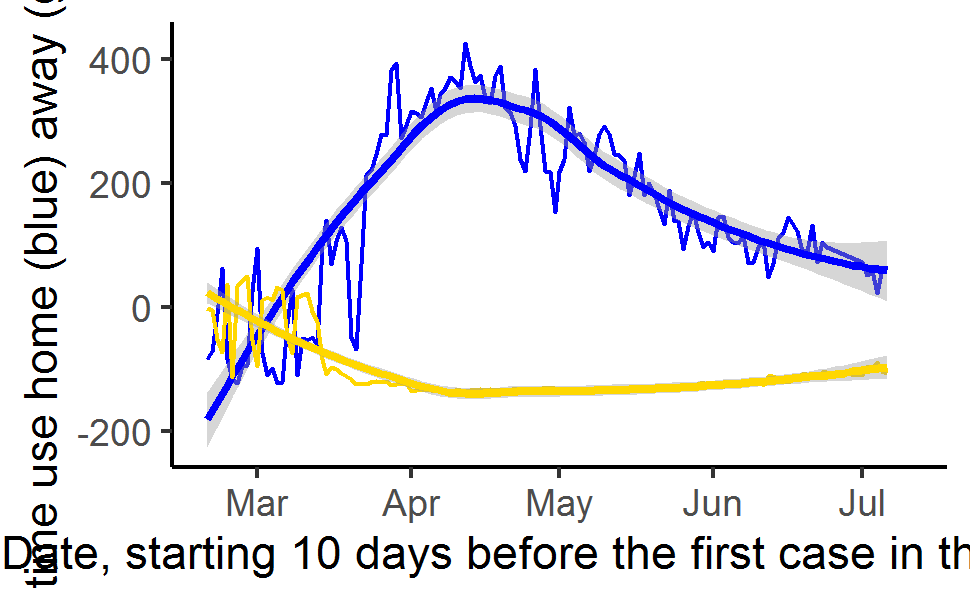 time use home (blue) away (
400
200
0
-200
Mar Apr May Jun Jul
Date, starting 10 days before the first case in th